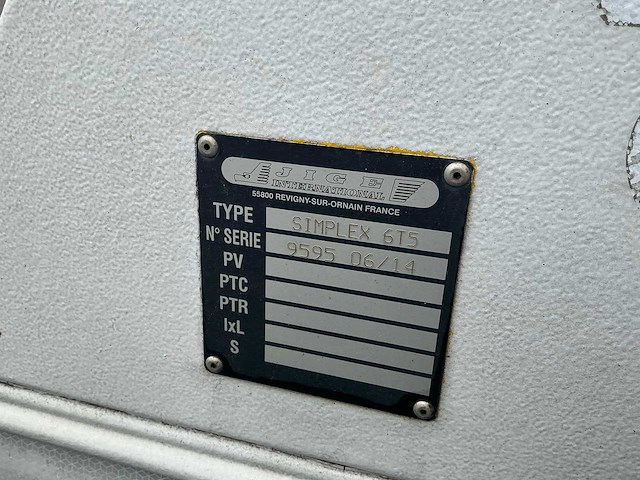 JIGE
INTERNATIONAL
55800 REVIGNY-SUR-ORNAIN FRANCE
TYPE SIMPLEX 6T5
N° SERIE 9595 06/14
PV
PTC
PTR
IxL
S